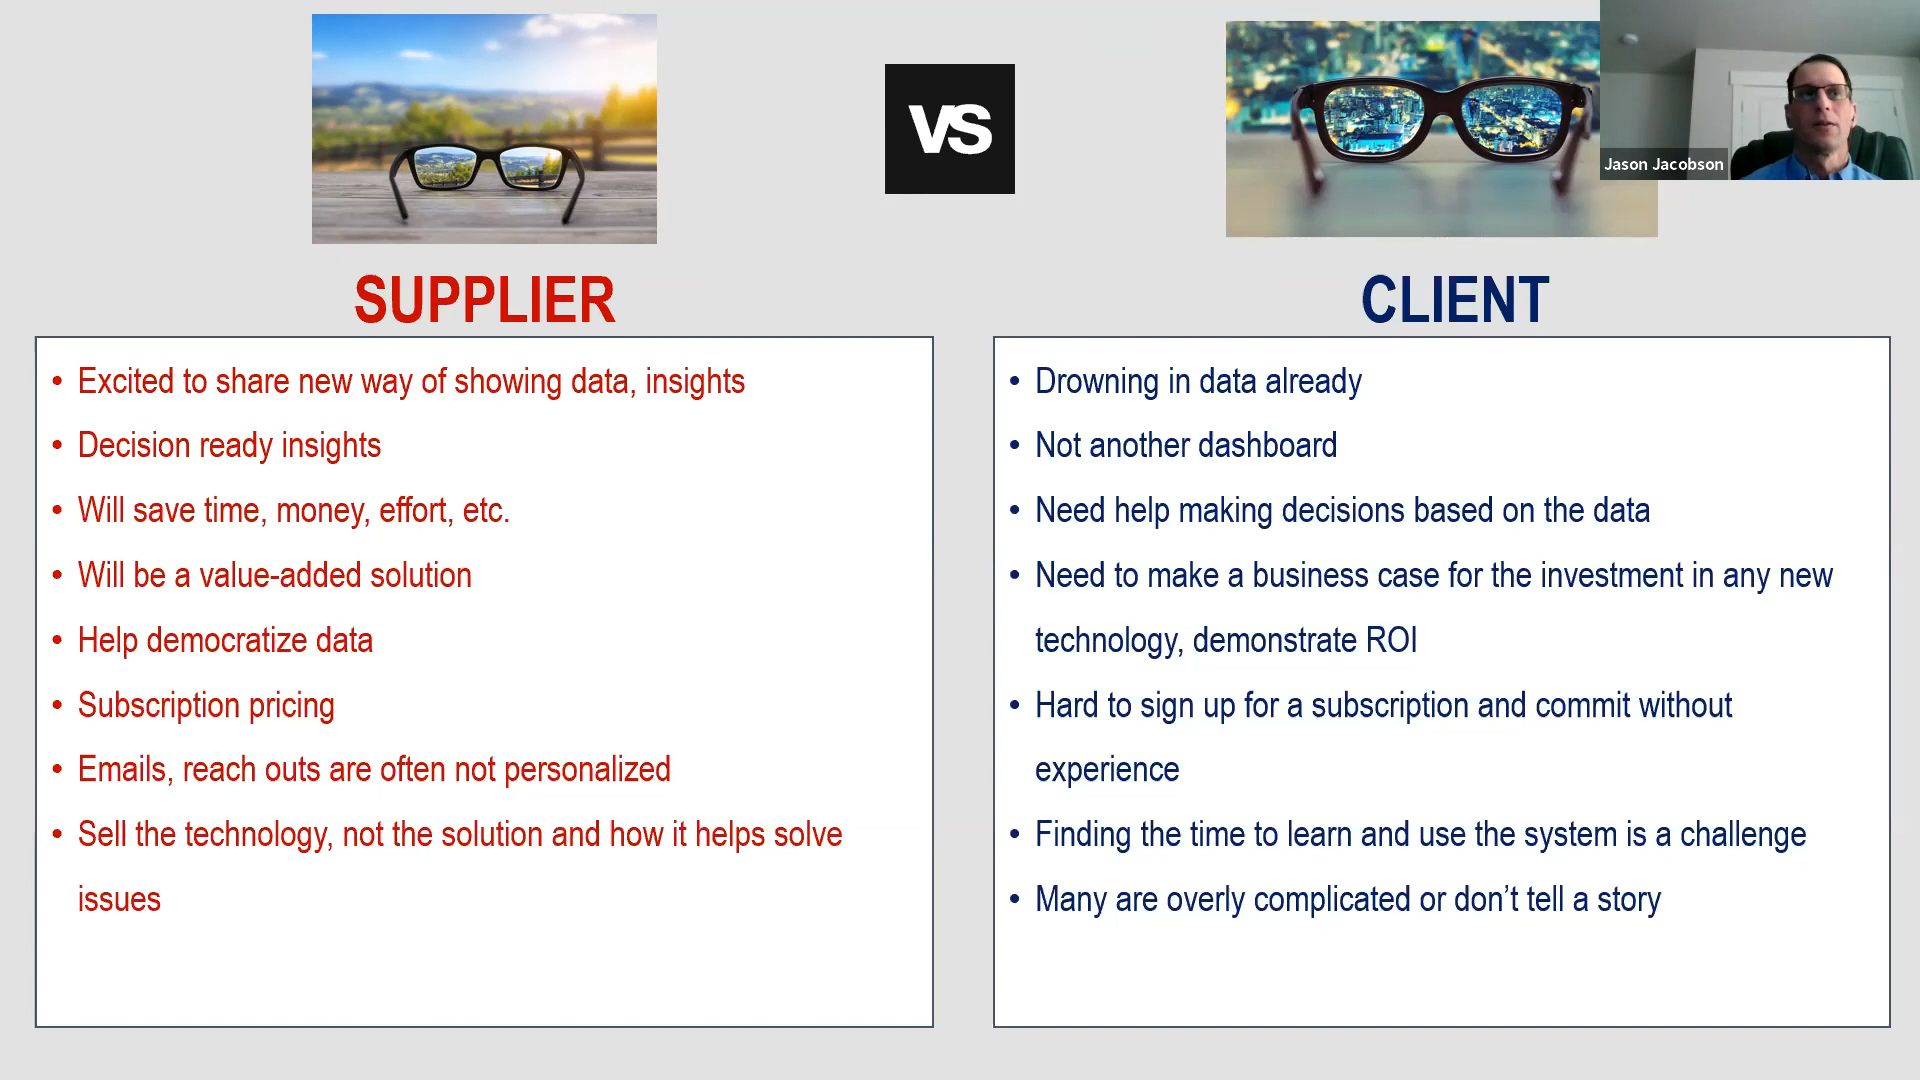 VS
Jason Jacobson
SUPPLIER
• Excited to share new way of showing data, insights
• Decision ready insights
• Will save time, money, effort, etc.
• Will be a value-added solution
• Help democratize data
• Subscription pricing
• Emails, reach outs are often not personalized
• Sell the technology, not the solution and how it helps solve
issues
CLIENT
• Drowning in data already
• Not another dashboard
• Need help making decisions based on the data
• Need to make a business case for the investment in any new
technology, demonstrate ROI
• Hard to sign up for a subscription and commit without
experience
• Finding the time to learn and use the system is a challenge
• Many are overly complicated or don’t tell a story